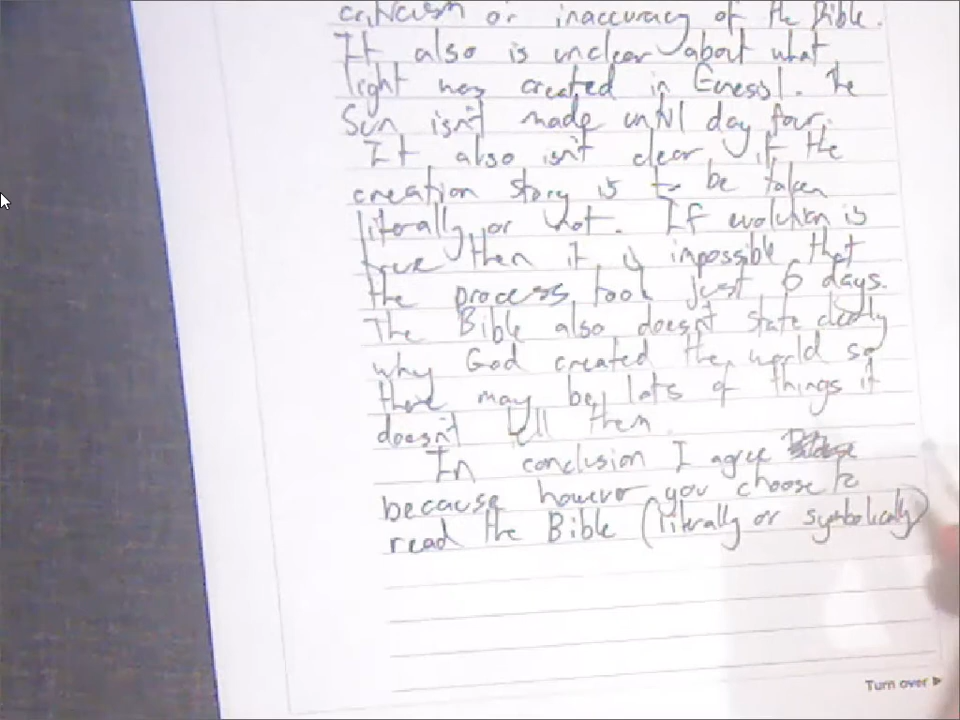 criticism or inaccuracy of the Bible.
It also is unclear about what
light was created in Genesis 1. The
Sun isn't made until day four.
It also isn't clear if the
creation story is to be taken
literally or not. If evolution is
true then it is impossible that
the process took just 6 days.
The Bible also doesn't state clearly
why God created the world so
there may be lots of things it
doesn't tell them.
In conclusion I agree
because however you choose to
read the Bible (literally or symbolically)
Turn over ►